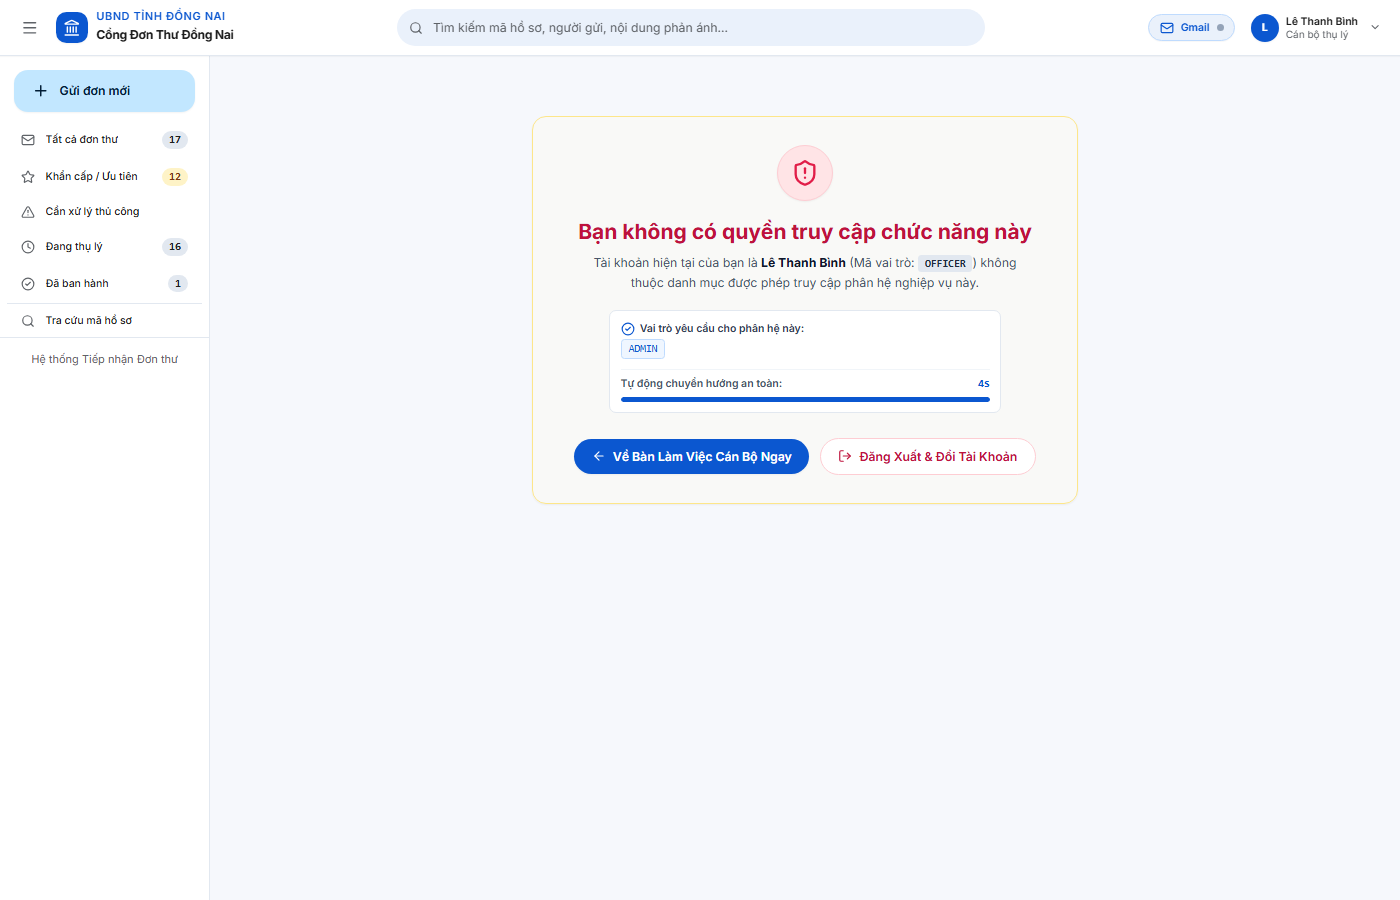 UBND TỈNH ĐỒNG NAI
Cổng Đơn Thư Đồng Nai
Tìm kiếm mã hồ sơ, người gửi, nội dung phản ánh...
Gmail
L
Lê Thanh Bình
Cán bộ thụ lý
Gửi đơn mới
Tất cả đơn thư 17
Khẩn cấp / Ưu tiên 12
Cần xử lý thủ công
Đang thụ lý 16
Đã ban hành 1
Tra cứu mã hồ sơ
Hệ thống Tiếp nhận Đơn thư
Bạn không có quyền truy cập chức năng này
Tài khoản hiện tại của bạn là Lê Thanh Bình (Mã vai trò: OFFICER) không
thuộc danh mục được phép truy cập phân hệ nghiệp vụ này.
Vai trò yêu cầu cho phân hệ này:
ADMIN
Tự động chuyển hướng an toàn: 4s
Về Bàn Làm Việc Cán Bộ Ngay
Đăng Xuất & Đổi Tài Khoản